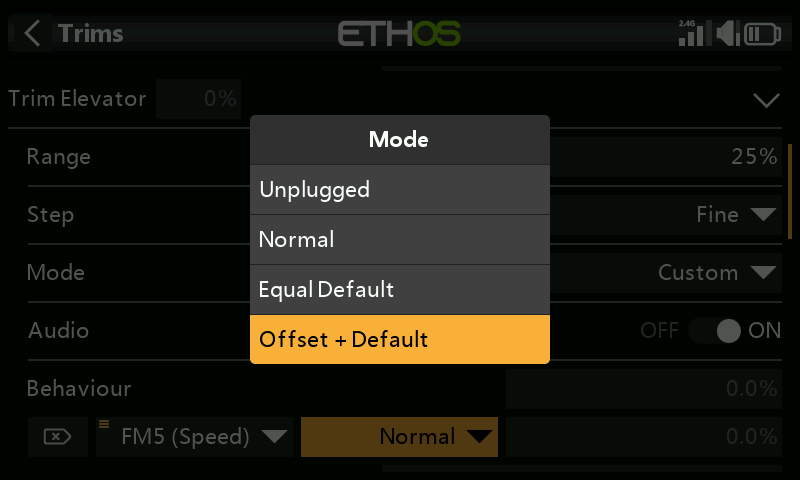 Trims ETHOS 2.4G
Trim Elevator 0%
Mode
Unplugged
Normal
Equal Default
Offset + Default
Range 25%
Step Fine
Mode Custom
Audio OFF ON
Behaviour 0.0%
FM5 (Speed) Normal 0.0%